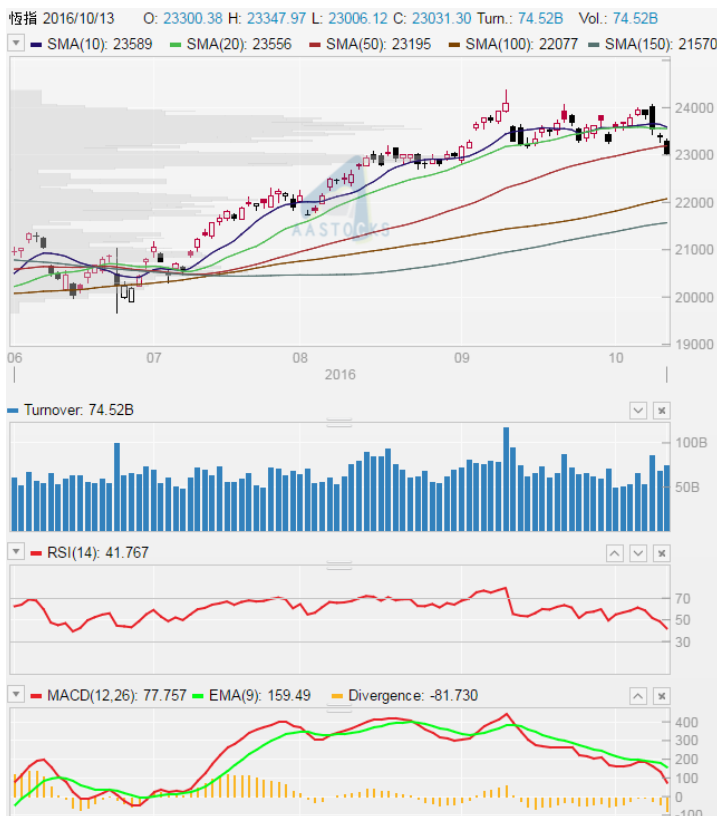 恆指 2016/10/13 O: 23300.38 H: 23347.97 L: 23006.12 C: 23031.30 Turn.: 74.52B Vol.: 74.52B
SMA(10): 23589 SMA(20): 23556 SMA(50): 23195 SMA(100): 22077 SMA(150): 21570
24000
23000
22000
AASTOCKS
21000
20000
19000
06 07 08 09 10
2016
Turnover: 74.52B
100B
50B
RSI(14): 41.767
70
50
30
MACD(12,26): 77.757 EMA(9): 159.49 Divergence: -81.730
400
300
200
100
0
-100